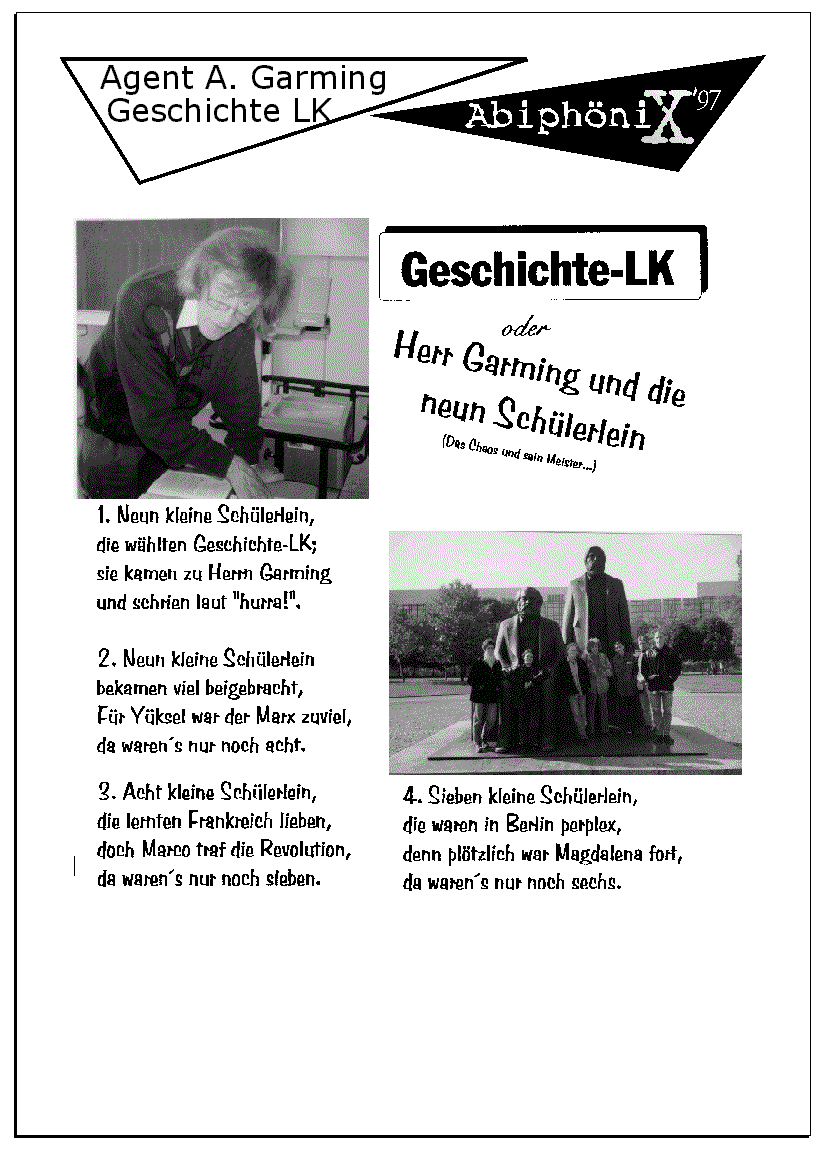 Agent A. Garming
Geschichte LK
AbiphöniX '97
Geschichte-LK
oder
Herr Garming und die
neun Schülerlein
(Das Chaos und sein Meister...)
1. Neun kleine Schülerlein,
die wählten Geschichte-LK;
sie kamen zu Herrn Garming
und schrien laut "hurra!".
2. Neun kleine Schülerlein
bekamen viel beigebracht,
Für Yüksel war der Marx zuviel,
da waren´s nur noch acht.
3. Acht kleine Schülerlein,
die lernten Frankreich lieben,
doch Marco traf die Revolution,
da waren´s nur noch sieben.
4. Sieben kleine Schülerlein,
die waren in Berlin perplex,
denn plötzlich war Magdalena fort,
da waren´s nur noch sechs.